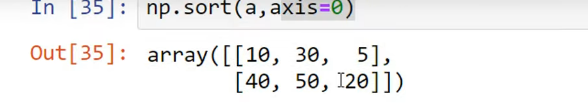 In [35]: np.sort(a,axis=0)
Out[35]: array([[10, 30,  5],
       [40, 50, 20]])